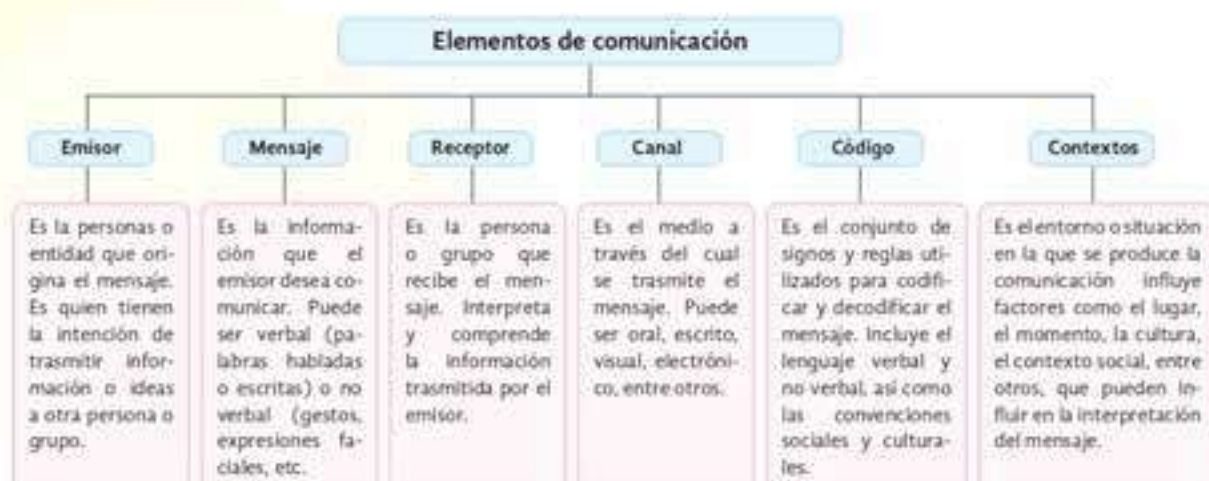 Elementos de comunicación
Emisor
Es la personas o
entidad que ori-
gina el mensaje.
Es quien tienen
la intención de
trasmitir infor-
mación o ideas
a otra persona o
grupo.
Mensaje
Es la informa-
ción que el
emisor desea co-
municar. Puede
ser verbal (pa-
labras habladas
o escritas) o no
verbal (gestos,
expresiones fa-
ciales, etc.
Receptor
Es la persona
o grupo que
recibe el men-
saje. Interpreta
y comprende
la información
trasmitida por el
emisor.
Canal
Es el medio a
través del cual
se trasmite el
mensaje. Puede
ser oral, escrito,
visual, electróni-
co, entre otros.
Código
Es el conjunto de
signos y reglas uti-
lizados para codifi-
car y decodificar el
mensaje. Incluye el
lenguaje verbal y
no verbal, así como
las convenciones
sociales y cultura-
les.
Contextos
Es el entorno o situación
en la que se produce la
comunicación influye
factores como el lugar,
el momento, la cultura,
el contexto social, entre
otros, que pueden in-
fluir en la interpretación
del mensaje.